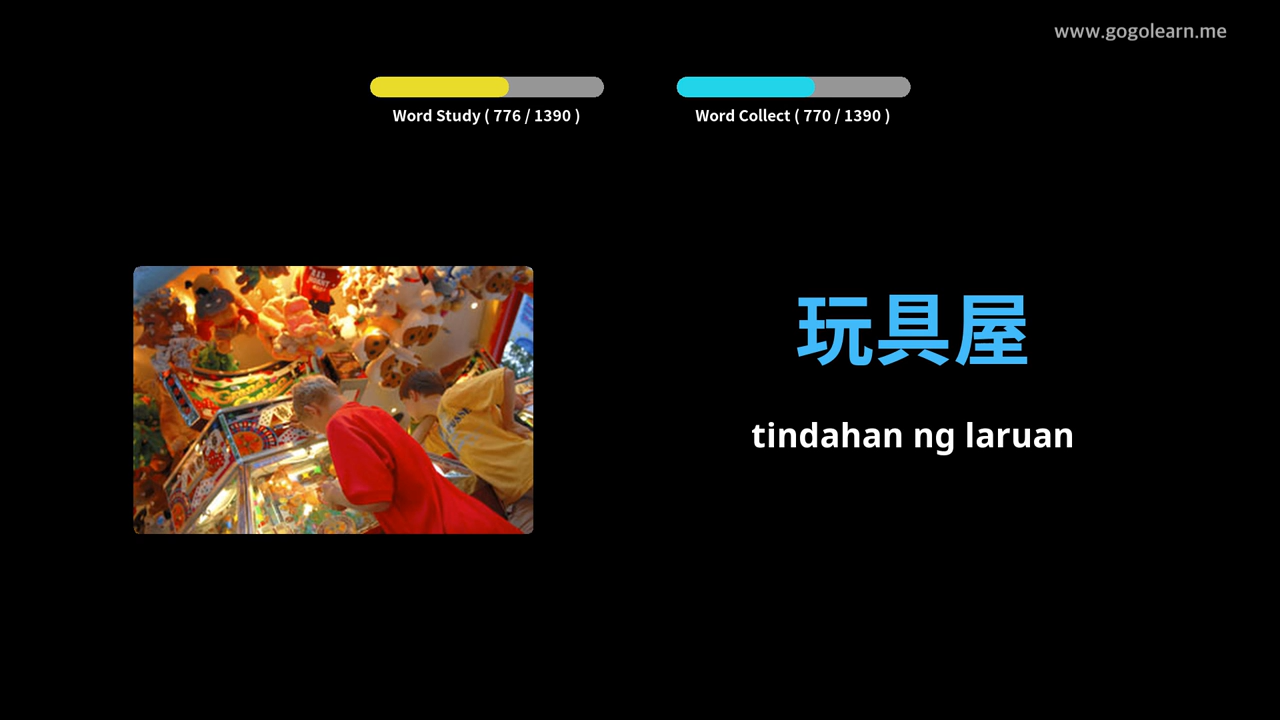 www.gogolearn.me
Word Study ( 776 / 1390 )
Word Collect ( 770 / 1390 )
玩具屋
tindahan ng laruan